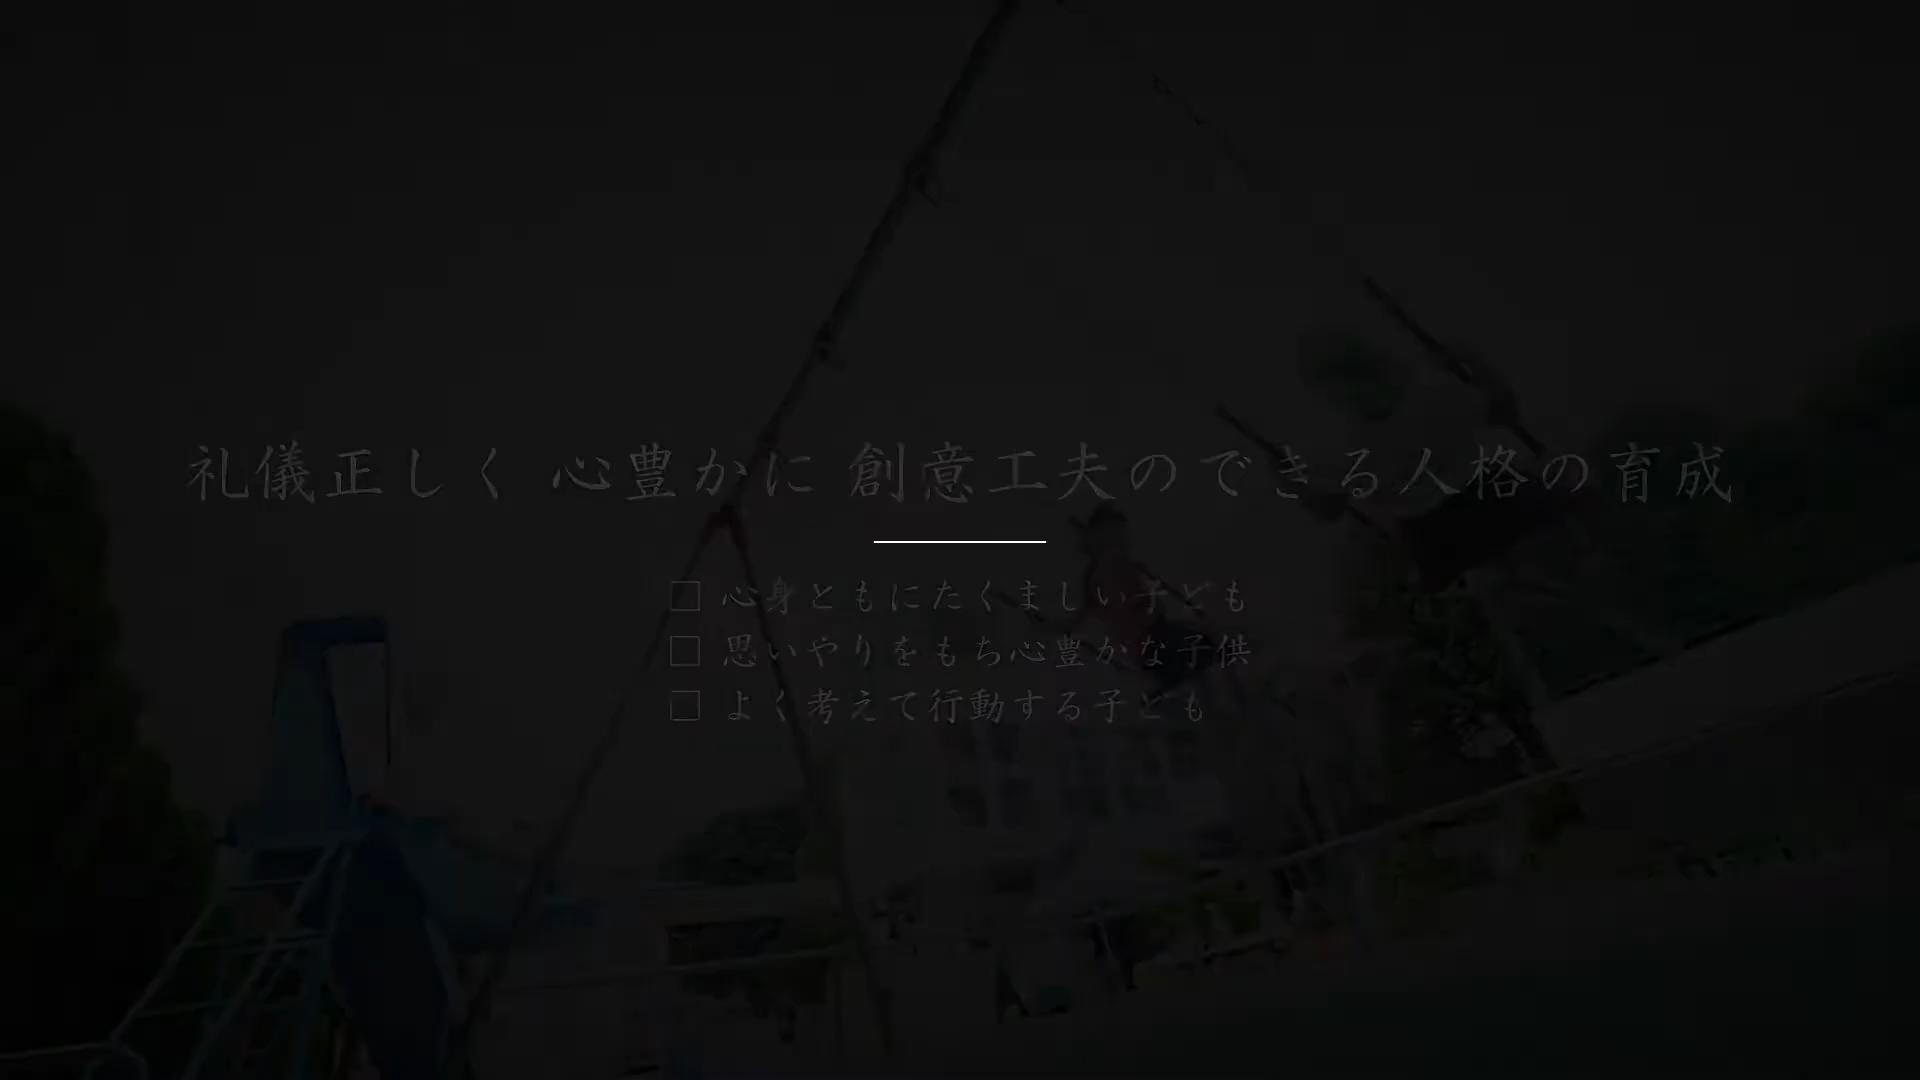 礼儀正しく 心豊かに 創意工夫のできる人格の育成
□ 心身ともにたくましい子ども
□ 思いやりをもち心豊かな子供
□ よく考えて行動する子ども